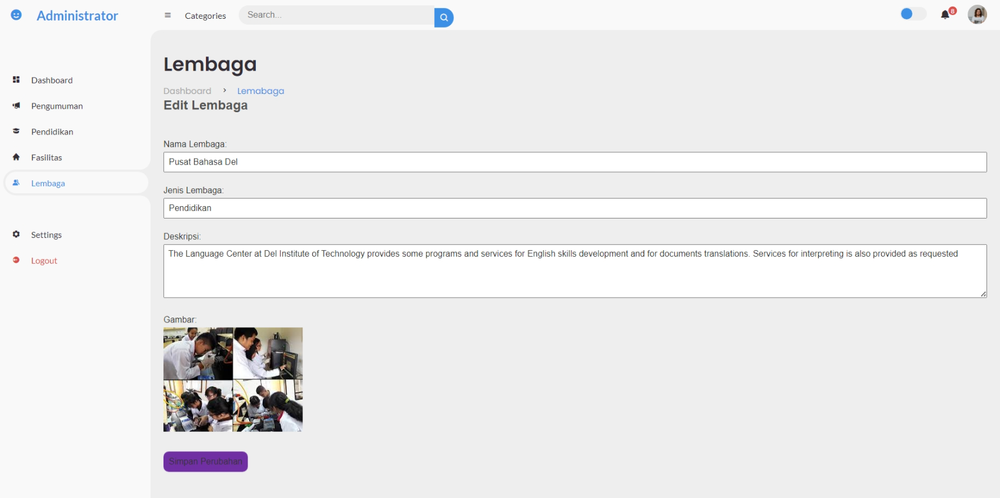 Administrator
Categories
Search...
8
Dashboard
Pengumuman
Pendidikan
Fasilitas
Lembaga
Settings
Logout
Lembaga
Dashboard > Lemabaga
Edit Lembaga
Nama Lembaga:
Pusat Bahasa Del
Jenis Lembaga:
Pendidikan
Deskripsi:
The Language Center at Del Institute of Technology provides some programs and services for English skills development and for documents translations. Services for interpreting is also provided as requested
Gambar:
Simpan Perubahan